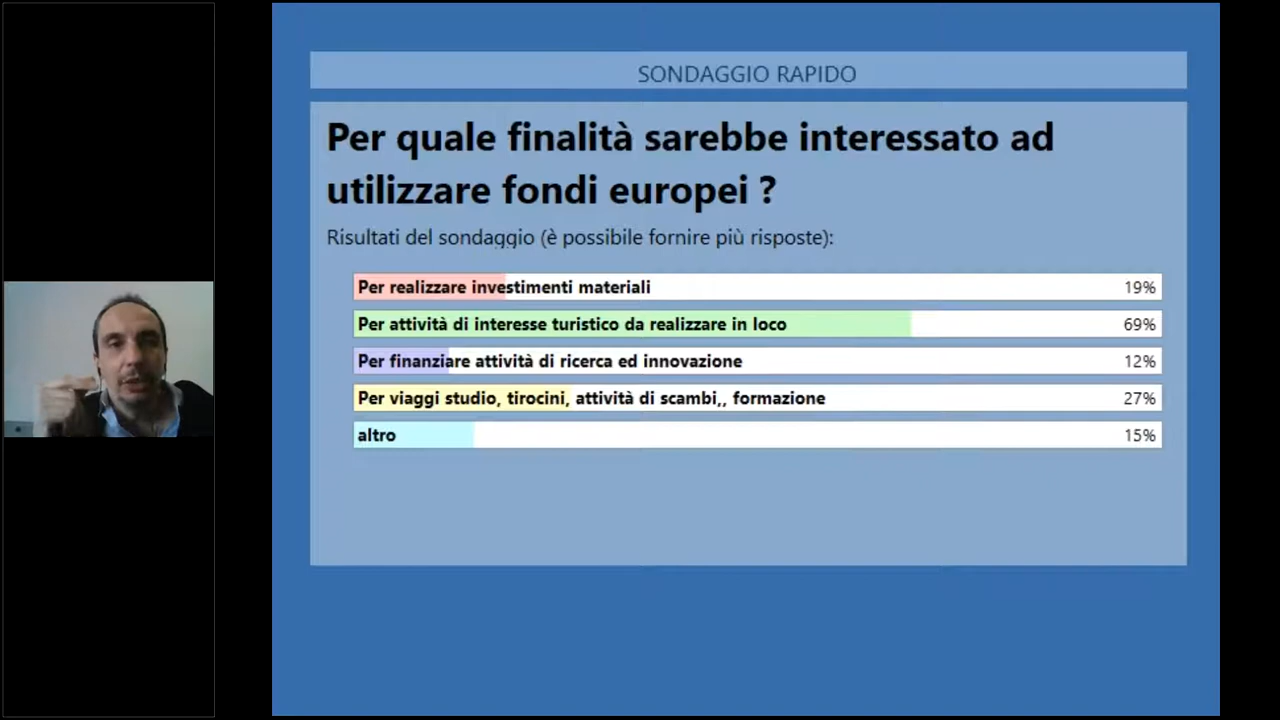 SONDAGGIO RAPIDO
Per quale finalità sarebbe interessato ad
utilizzare fondi europei ?
Risultati del sondaggio (è possibile fornire più risposte):
Per realizzare investimenti materiali 19%
Per attività di interesse turistico da realizzare in loco 69%
Per finanziare attività di ricerca ed innovazione 12%
Per viaggi studio, tirocini, attività di scambi,, formazione 27%
altro 15%